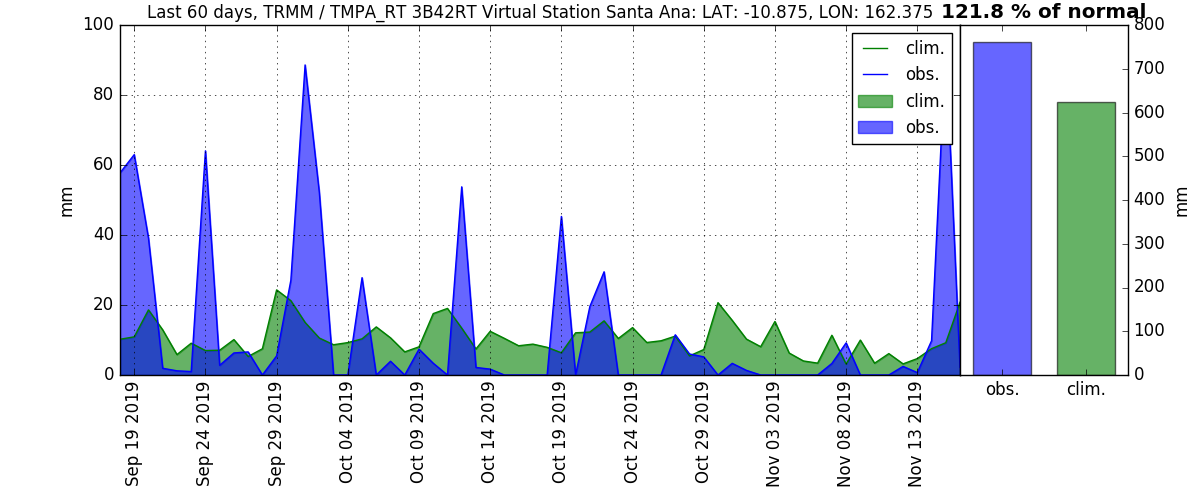 Last 60 days, TRMM / TMPA_RT 3B42RT Virtual Station Santa Ana: LAT: -10.875, LON: 162.375 121.8 % of normal
100
80
60
40
20
0
mm
clim.
obs.
clim.
obs.
800
700
600
500
400
300
200
100
0
mm
Sep 19 2019
Sep 24 2019
Sep 29 2019
Oct 04 2019
Oct 09 2019
Oct 14 2019
Oct 19 2019
Oct 24 2019
Oct 29 2019
Nov 03 2019
Nov 08 2019
Nov 13 2019
obs. clim.